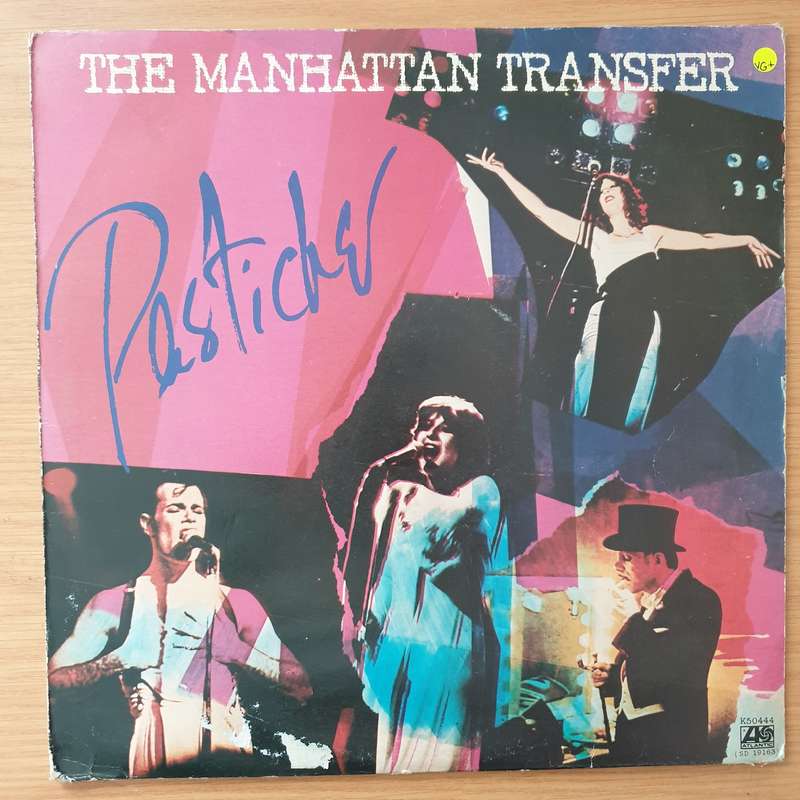 THE MANHATTAN TRANSFER
VG+
Pastiche
K50444
ATLANTIC
(SD 19163